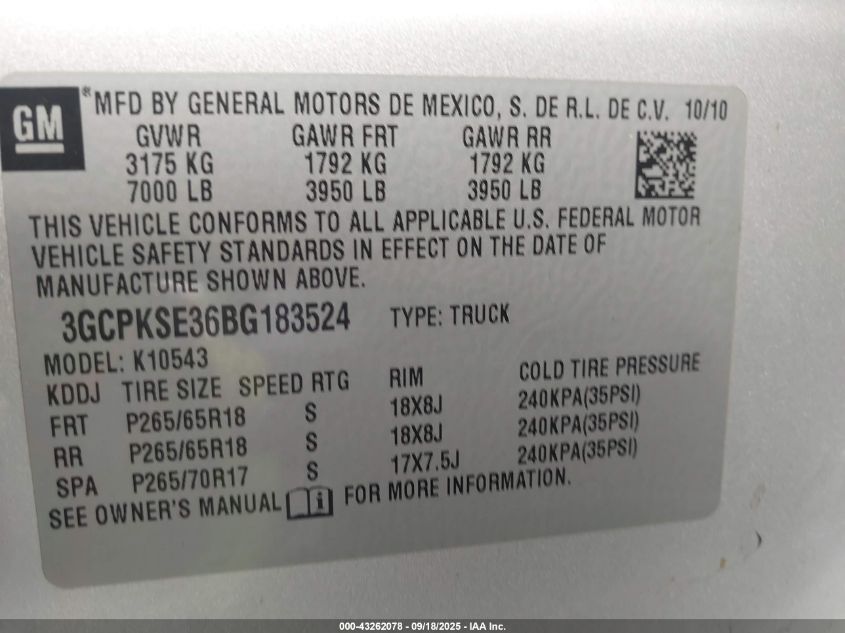 GM
*MFD BY GENERAL MOTORS DE MEXICO, S. DE R.L. DE C.V. 10/10
GVWR GAWR FRT GAWR RR
3175 KG 1792 KG 1792 KG
7000 LB 3950 LB 3950 LB
THIS VEHICLE CONFORMS TO ALL APPLICABLE U.S. FEDERAL MOTOR
VEHICLE SAFETY STANDARDS IN EFFECT ON THE DATE OF
MANUFACTURE SHOWN ABOVE.
3GCPKSE36BG183524 TYPE: TRUCK
MODEL: K10543
KDDJ TIRE SIZE SPEED RTG RIM COLD TIRE PRESSURE
FRT P265/65R18 S 18X8J 240KPA(35PSI)
RR P265/65R18 S 18X8J 240KPA(35PSI)
SPA P265/70R17 S 17X7.5J 240KPA(35PSI)
SEE OWNER'S MANUAL i FOR MORE INFORMATION.
000-43262078 - 09/18/2025 - IAA Inc.